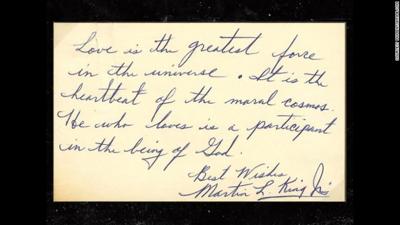 Love is the greatest force
in the universe. It is the
heartbeat of the moral cosmos.
He who loves is a participant
in the being of God.
Best Wishes,
Martin L. King Jr.